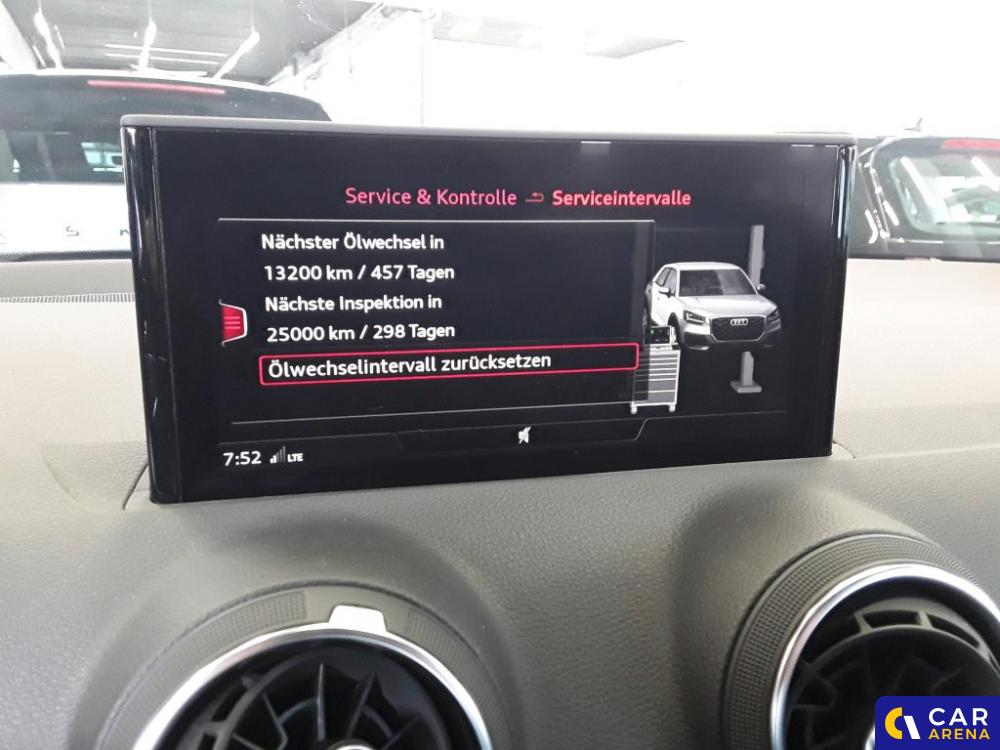 Service & Kontrolle Serviceintervalle
Nächster Ölwechsel in
13200 km / 457 Tagen
Nächste Inspektion in
25000 km / 298 Tagen
Ölwechselintervall zurücksetzen
7:52 LTE
CAR
ARENA